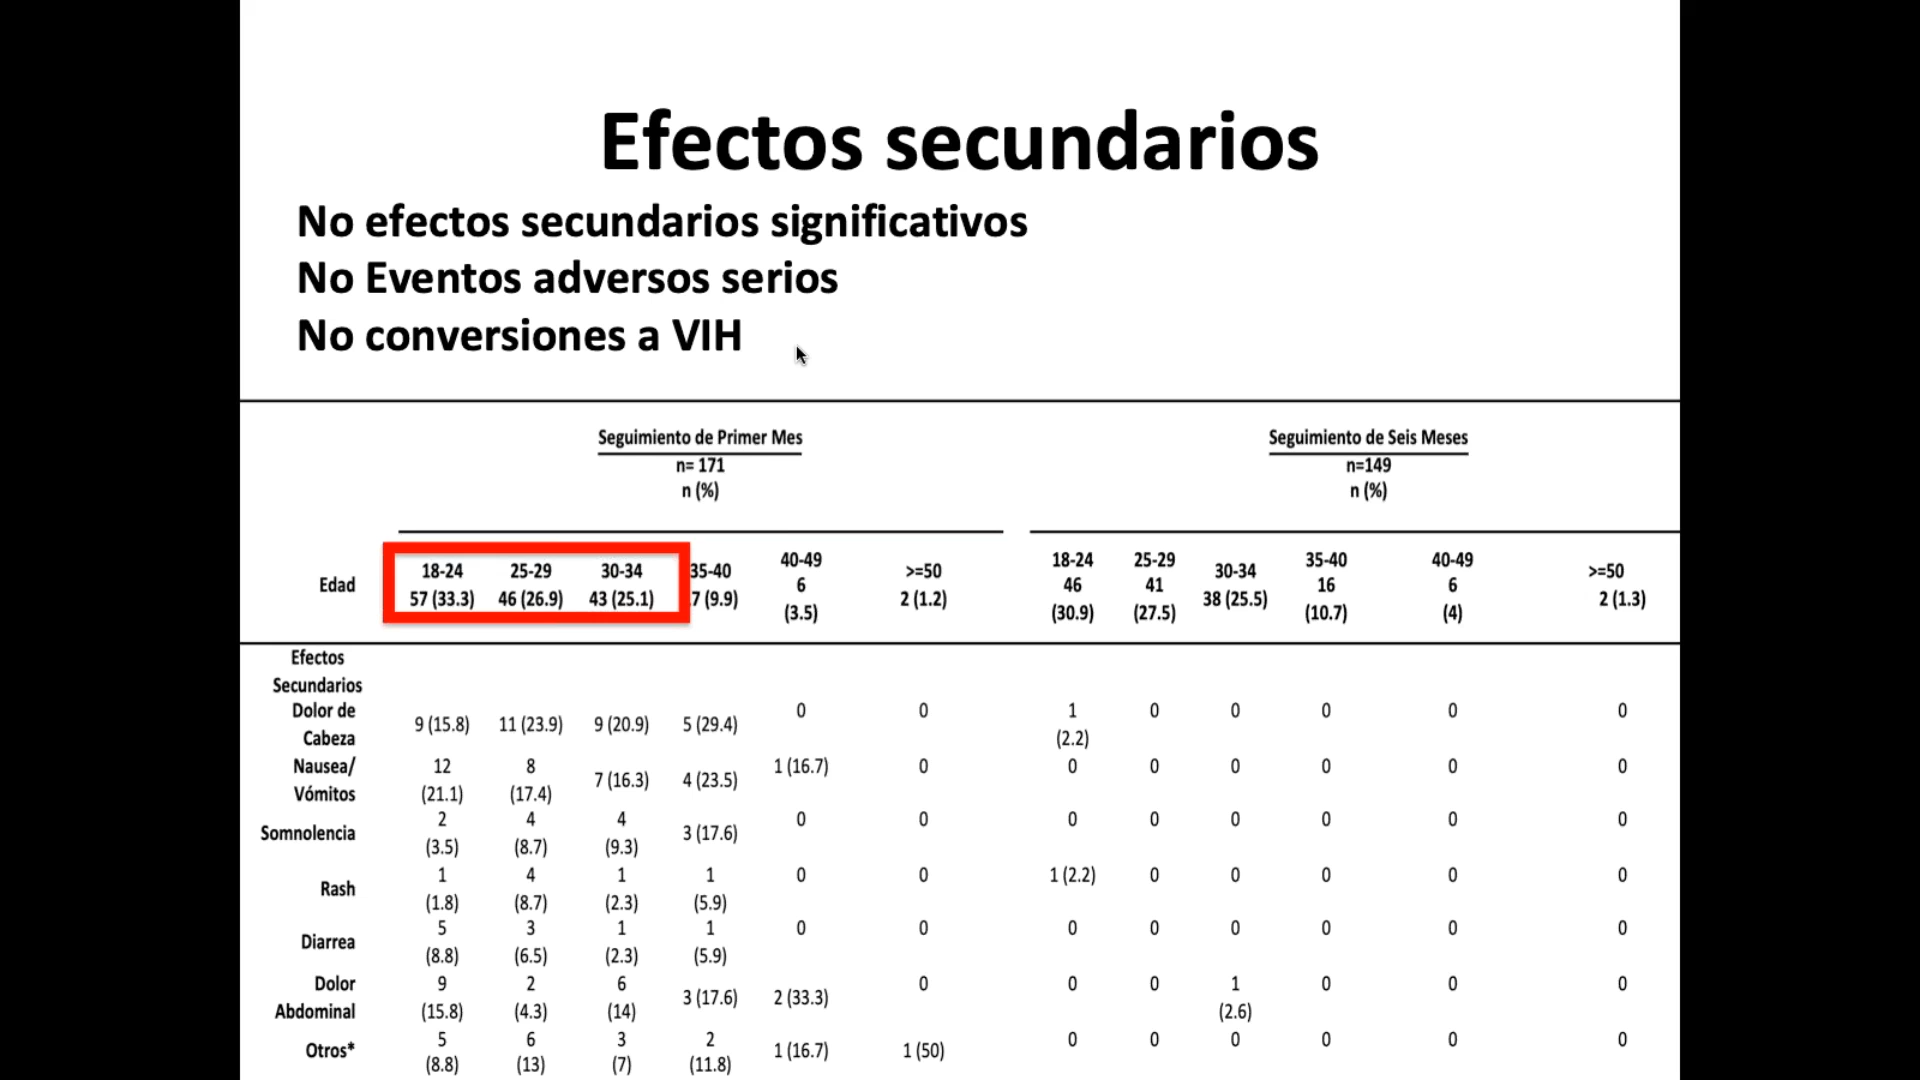 Efectos secundarios
No efectos secundarios significativos
No Eventos adversos serios
No conversiones a VIH
Seguimiento de Primer Mes
n= 171
n (%)
Seguimiento de Seis Meses
n=149
n (%)
Edad 18-24 25-29 30-34 35-40 40-49 >=50 18-24 25-29 30-34 35-40 40-49 >=50
57 (33.3) 46 (26.9) 43 (25.1) 7 (9.9) 6 (3.5) 2 (1.2) 46 (30.9) 41 (27.5) 38 (25.5) 16 (10.7) 6 (4) 2 (1.3)
Efectos
Secundarios
Dolor de
Cabeza
9 (15.8) 11 (23.9) 9 (20.9) 5 (29.4) 0 0 1 (2.2) 0 0 0 0 0
Nausea/
Vómitos
12 (21.1) 8 (17.4) 7 (16.3) 4 (23.5) 1 (16.7) 0 0 0 0 0 0 0
Somnolencia 2 (3.5) 4 (8.7) 4 (9.3) 3 (17.6) 0 0 0 0 0 0 0 0
Rash 1 (1.8) 4 (8.7) 1 (2.3) 1 (5.9) 0 0 1 (2.2) 0 0 0 0 0
Diarrea 5 (8.8) 3 (6.5) 1 (2.3) 1 (5.9) 0 0 0 0 0 0 0 0
Dolor
Abdominal
9 (15.8) 2 (4.3) 6 (14) 3 (17.6) 2 (33.3) 0 0 0 1 (2.6) 0 0 0
Otros* 5 (8.8) 6 (13) 3 (7) 2 (11.8) 1 (16.7) 1 (50) 0 0 0 0 0 0